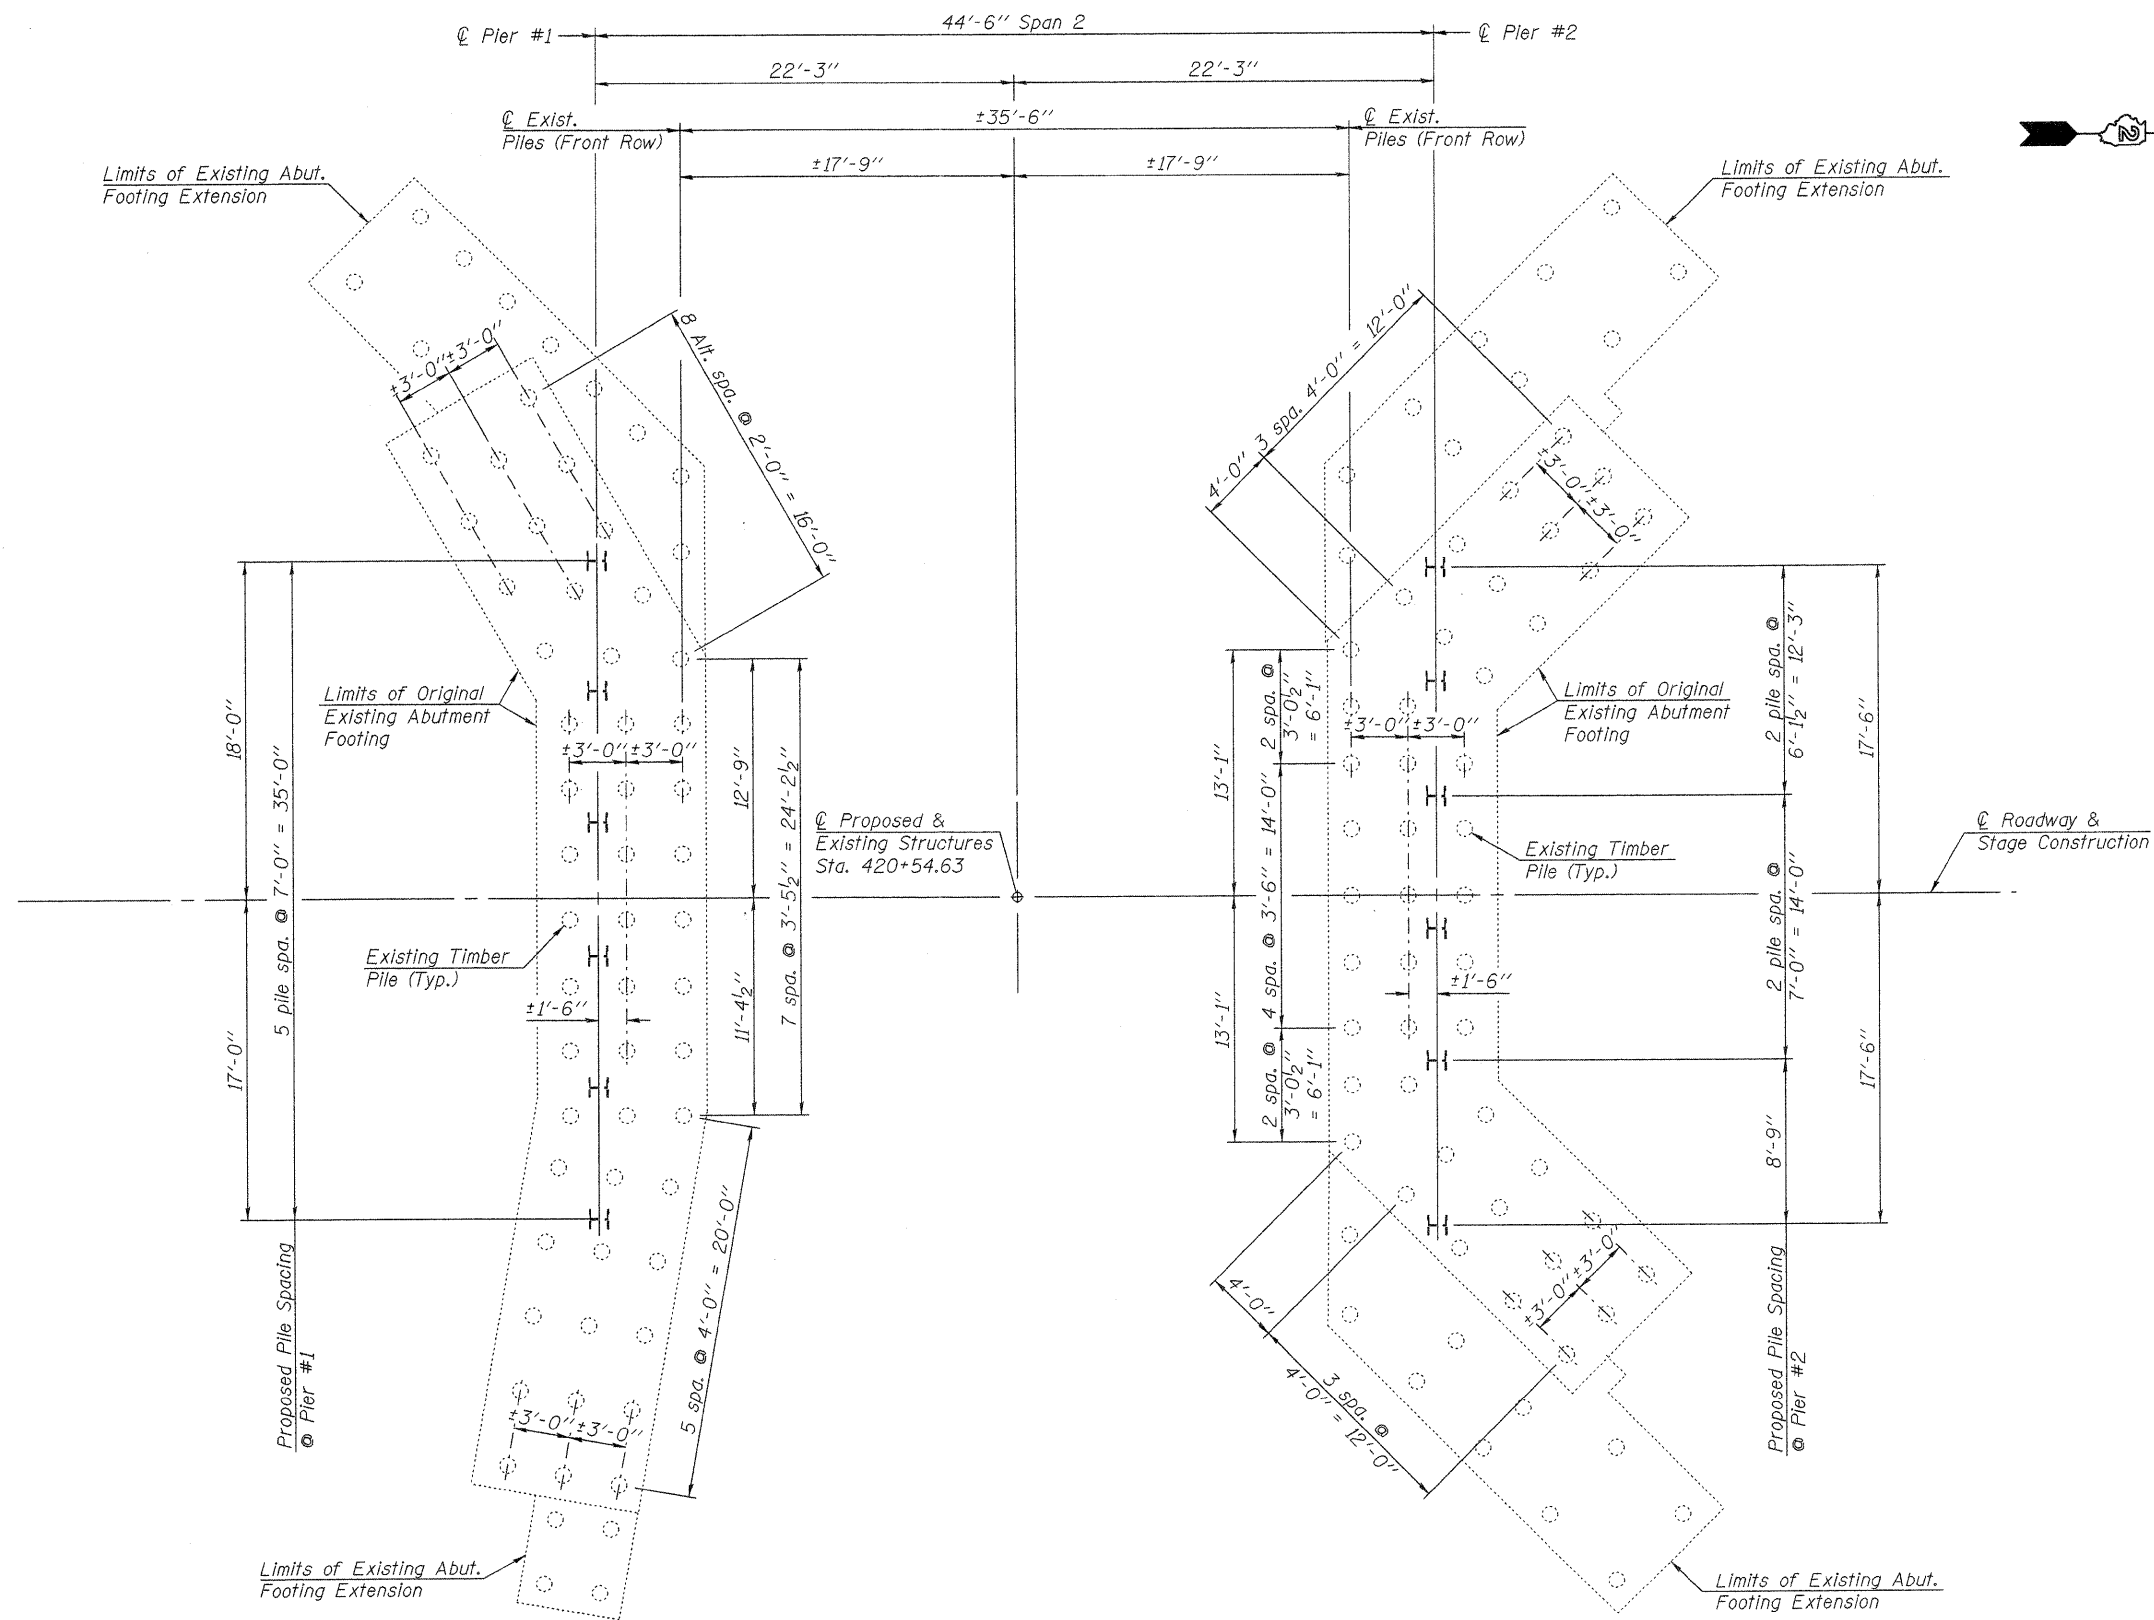 44'-6" Span 2
℄ Pier #1
℄ Pier #2
22'-3"
22'-3"
℄ Exist.
Piles (Front Row)
±35'-6"
℄ Exist.
Piles (Front Row)
±17'-9"
±17'-9"
Limits of Existing Abut.
Footing Extension
Limits of Existing Abut.
Footing Extension
±3'-0"
±3'-0"
8 Alt. spa. @ 2'-0" = 16'-0"
4'-0"
3 spa. 4'-0" = 12'-0"
±3'-0"
±3'-0"
Limits of Original
Existing Abutment
Footing
±3'-0"
±3'-0"
18'-0"
5 pile spa. @ 7'-0" = 35'-0"
17'-0"
12'-9"
11'-4½"
7 spa. @ 3'-5½" = 24'-2½"
℄ Proposed &
Existing Structures
Sta. 420+54.63
Existing Timber
Pile (Typ.)
±1'-6"
13'-1"
13'-1"
2 spa. @
3'-0½"
= 6'-1"
4 spa. @ 3'-6" = 14'-0"
2 spa. @
3'-0½"
= 6'-1"
±3'-0"
±3'-0"
Limits of Original
Existing Abutment
Footing
Existing Timber
Pile (Typ.)
±1'-6"
2 pile spa. @
6'-1½" = 12'-3"
2 pile spa. @
7'-0" = 14'-0"
8'-9"
17'-6"
17'-6"
℄ Roadway &
Stage Construction
Proposed Pile Spacing
@ Pier #1
5 spa. @ 4'-0" = 20'-0"
±3'-0"
±3'-0"
Limits of Existing Abut.
Footing Extension
4'-0"
3 spa. @
4'-0" = 12'-0"
±3'-0"
±3'-0"
Proposed Pile Spacing
@ Pier #2
Limits of Existing Abut.
Footing Extension